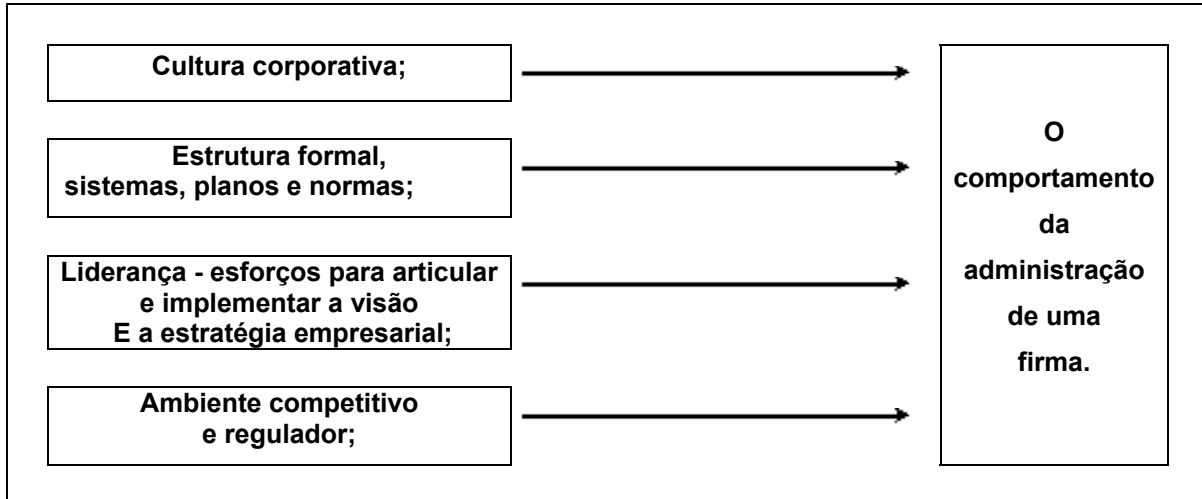 Cultura corporativa;
Estrutura formal,
sistemas, planos e normas;
Liderança - esforços para articular
e implementar a visão
E a estratégia empresarial;
Ambiente competitivo
e regulador;
O
comportamento
da
administração
de uma
firma.